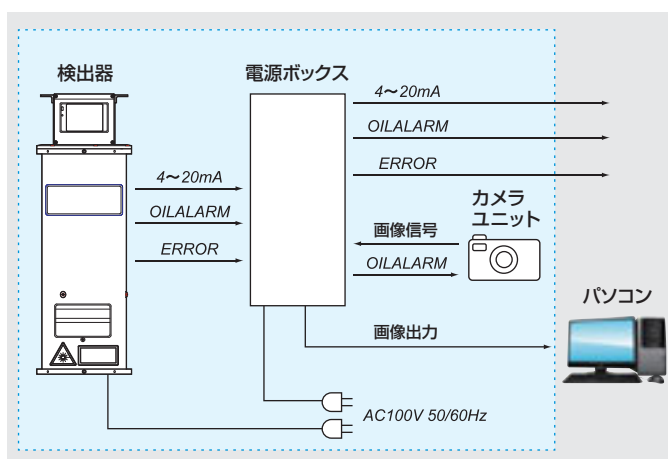 検出器
電源ボックス
4〜20mA
OILALARM
ERROR
4〜20mA
OILALARM
ERROR
カメラ
ユニット
画像信号
OILALARM
パソコン
画像出力
AC100V 50/60Hz